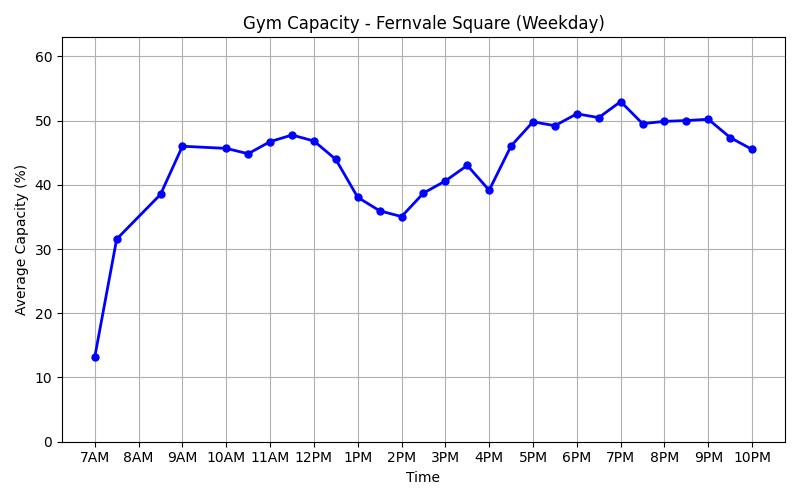 Gym Capacity - Fernvale Square (Weekday)
60
50
40
30
20
10
0
Average Capacity (%)
7AM 8AM 9AM 10AM 11AM 12PM 1PM 2PM 3PM 4PM 5PM 6PM 7PM 8PM 9PM 10PM
Time